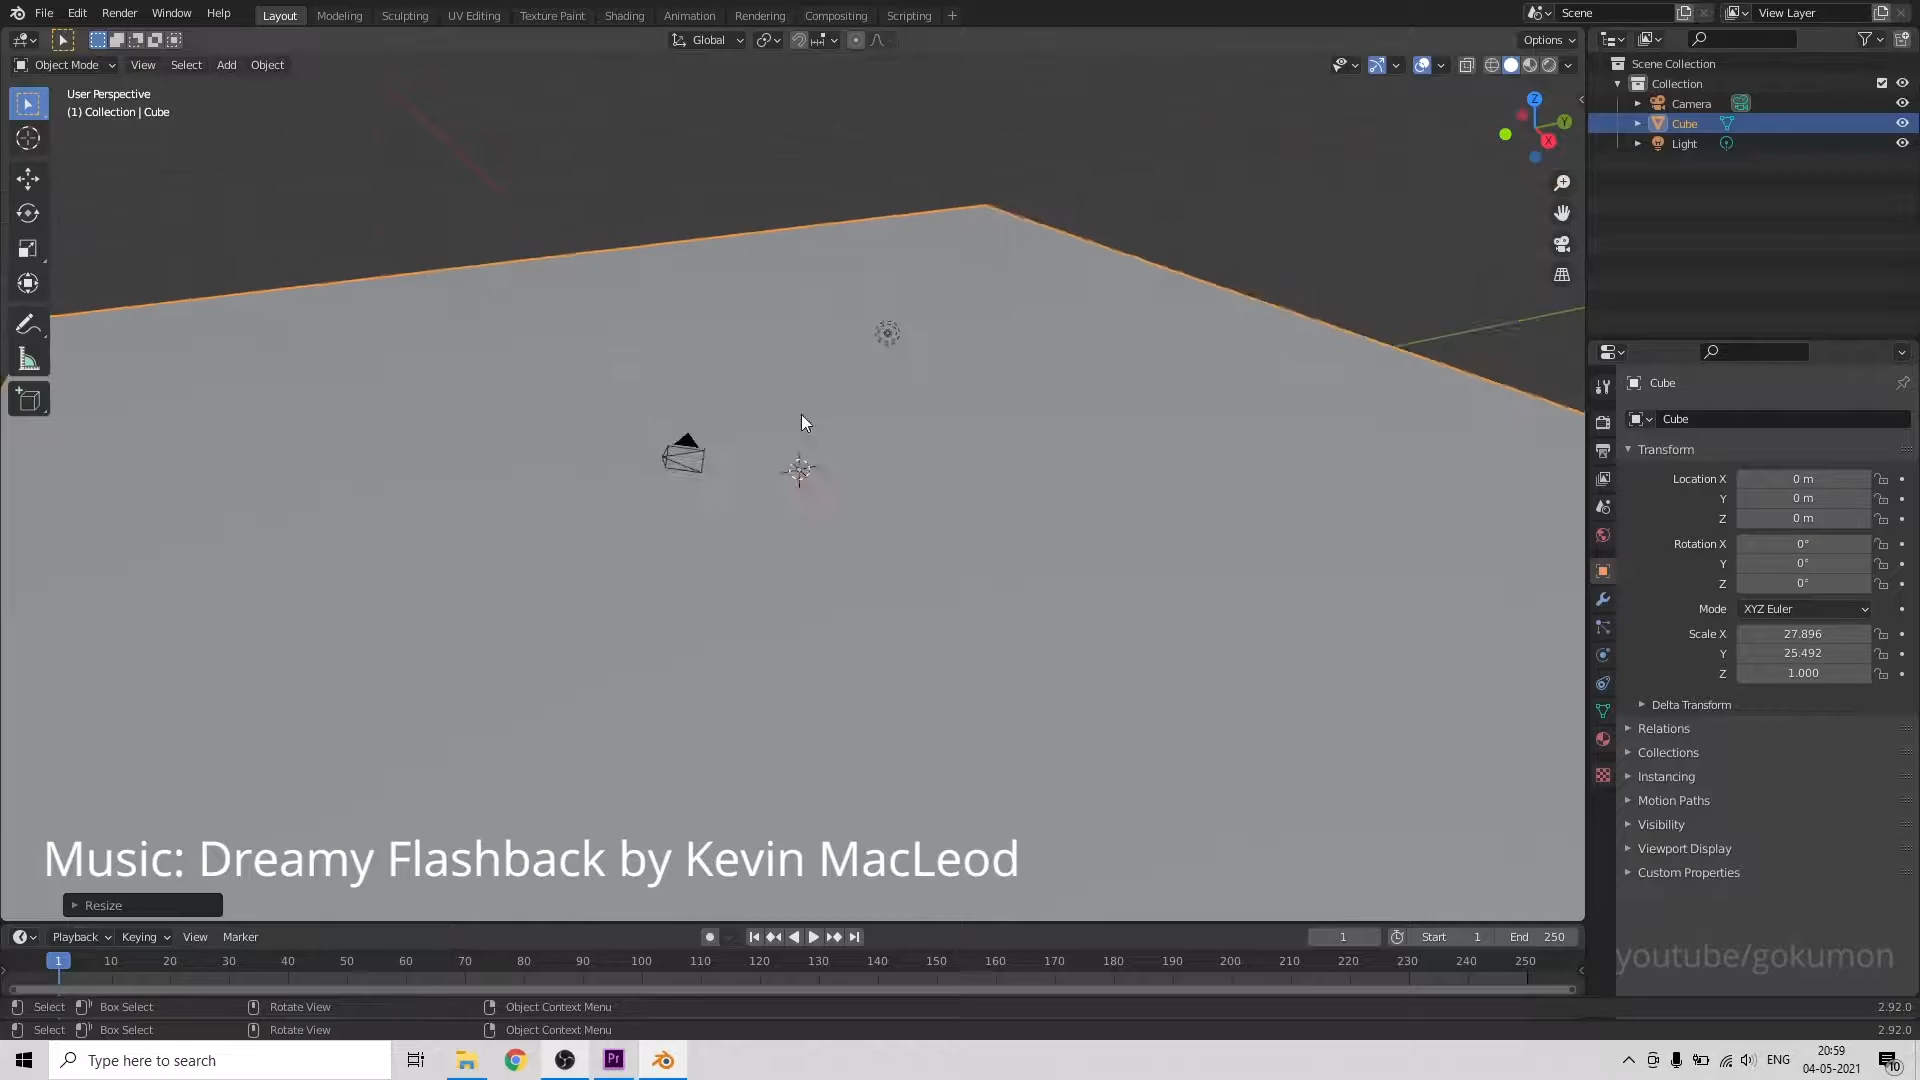 File Edit Render Window Help Layout Modeling Sculpting UV Editing Texture Paint Shading Animation Rendering Compositing Scripting + Scene View Layer
Global Options
Object Mode View Select Add Object
User Perspective
(1) Collection | Cube
Z
Y
X
Scene Collection
Collection
Camera
Cube
Light
Cube
Cube
Transform
Location X 0 m
Y 0 m
Z 0 m
Rotation X 0°
Y 0°
Z 0°
Mode XYZ Euler
Scale X 27.896
Y 25.492
Z 1.000
Delta Transform
Relations
Collections
Instancing
Motion Paths
Visibility
Viewport Display
Custom Properties
Music: Dreamy Flashback by Kevin MacLeod
Resize
Playback Keying View Marker 1 Start 1 End 250
1 10 20 30 40 50 60 70 80 90 100 110 120 130 140 150 160 170 180 190 200 210 220 230 240 250
youtube/gokumon
Select Box Select Rotate View Object Context Menu 2.92.0
Select Box Select Rotate View Object Context Menu 2.92.0
Type here to search Pr ENG 20:59
04-05-2021 10